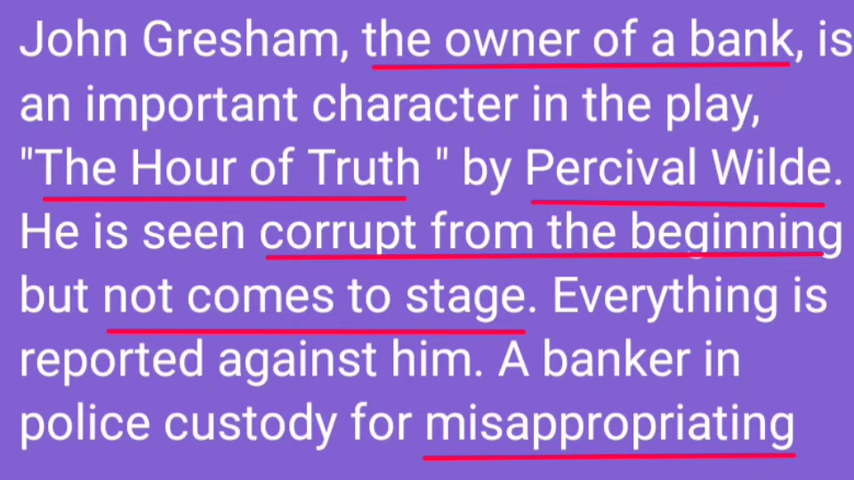 John Gresham, the owner of a bank, is
an important character in the play,
"The Hour of Truth " by Percival Wilde.
He is seen corrupt from the beginning
but not comes to stage. Everything is
reported against him. A banker in
police custody for misappropriating